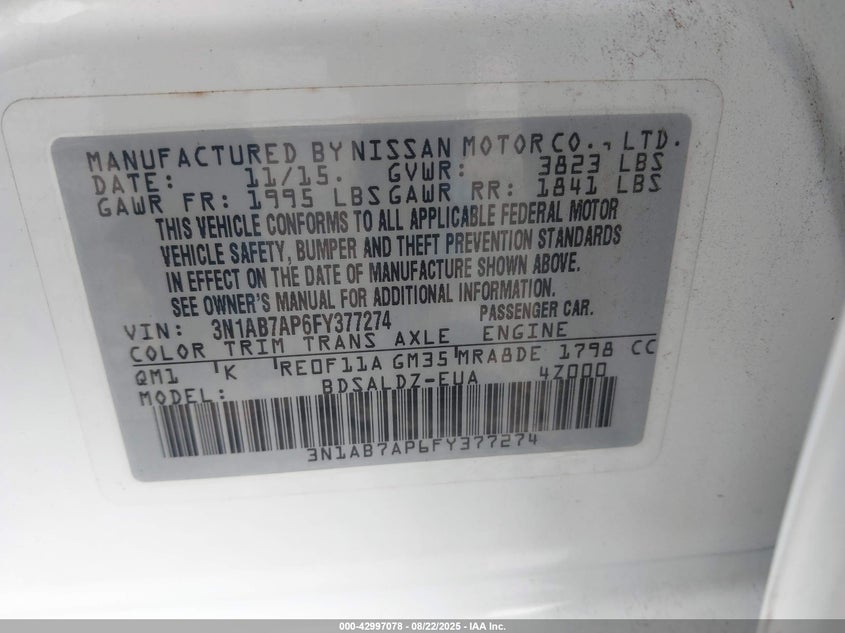 MANUFACTURED BY NISSAN MOTOR CO., LTD.
DATE: 11/15. GVWR: 3823 LBS
GAWR FR: 1995 LBS GAWR RR: 1841 LBS
THIS VEHICLE CONFORMS TO ALL APPLICABLE FEDERAL MOTOR
VEHICLE SAFETY, BUMPER AND THEFT PREVENTION STANDARDS
IN EFFECT ON THE DATE OF MANUFACTURE SHOWN ABOVE.
SEE OWNER'S MANUAL FOR ADDITIONAL INFORMATION.
PASSENGER CAR.
VIN: 3N1AB7AP6FY377274
COLOR TRIM TRANS AXLE ENGINE
QM1 K RE0F11A GM35 MRA8DE 1798 CC
MODEL: BDSALDZ-EUA 4Z000
3N1AB7AP6FY377274
000-42997078 - 08/22/2025 - IAA Inc.